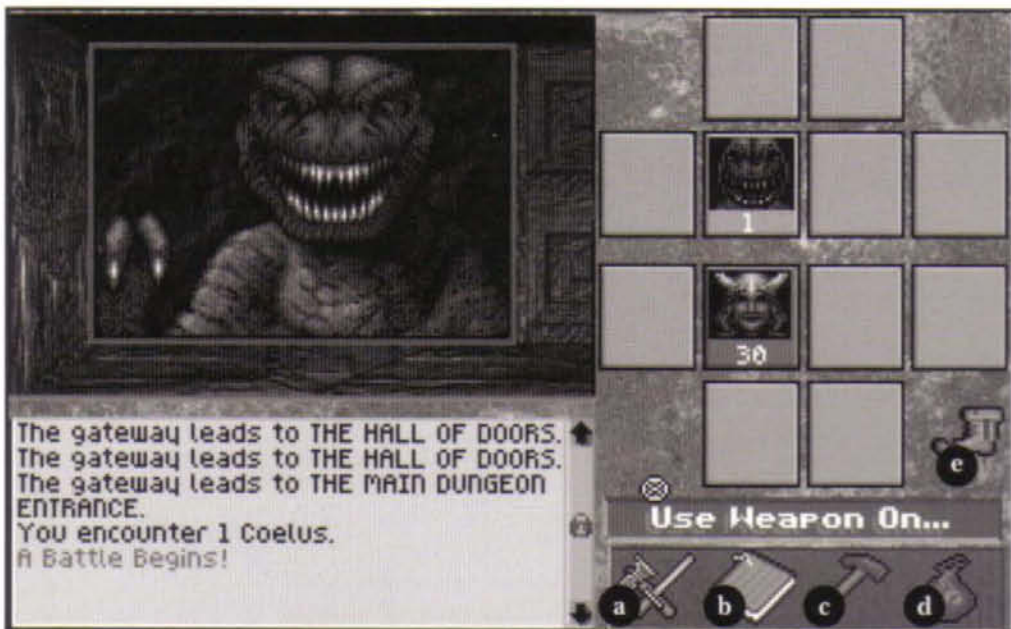 The gateway leads to THE HALL OF DOORS.
The gateway leads to THE HALL OF DOORS.
The gateway leads to THE MAIN DUNGEON
ENTRANCE.
You encounter 1 Coelus.
A Battle Begins!
1
30
Use Weapon On...
a
b
c
d
e